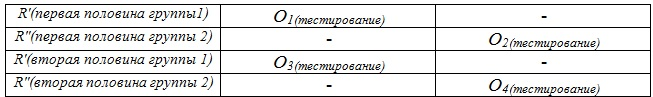 R'(первая половина группы1) O1(тестирование) -
R"(первая половина группы 2) - O2(тестирование)
R'(вторая половина группы 1) O3(тестирование) -
R"(вторая половина группы 2) - O4(тестирование)